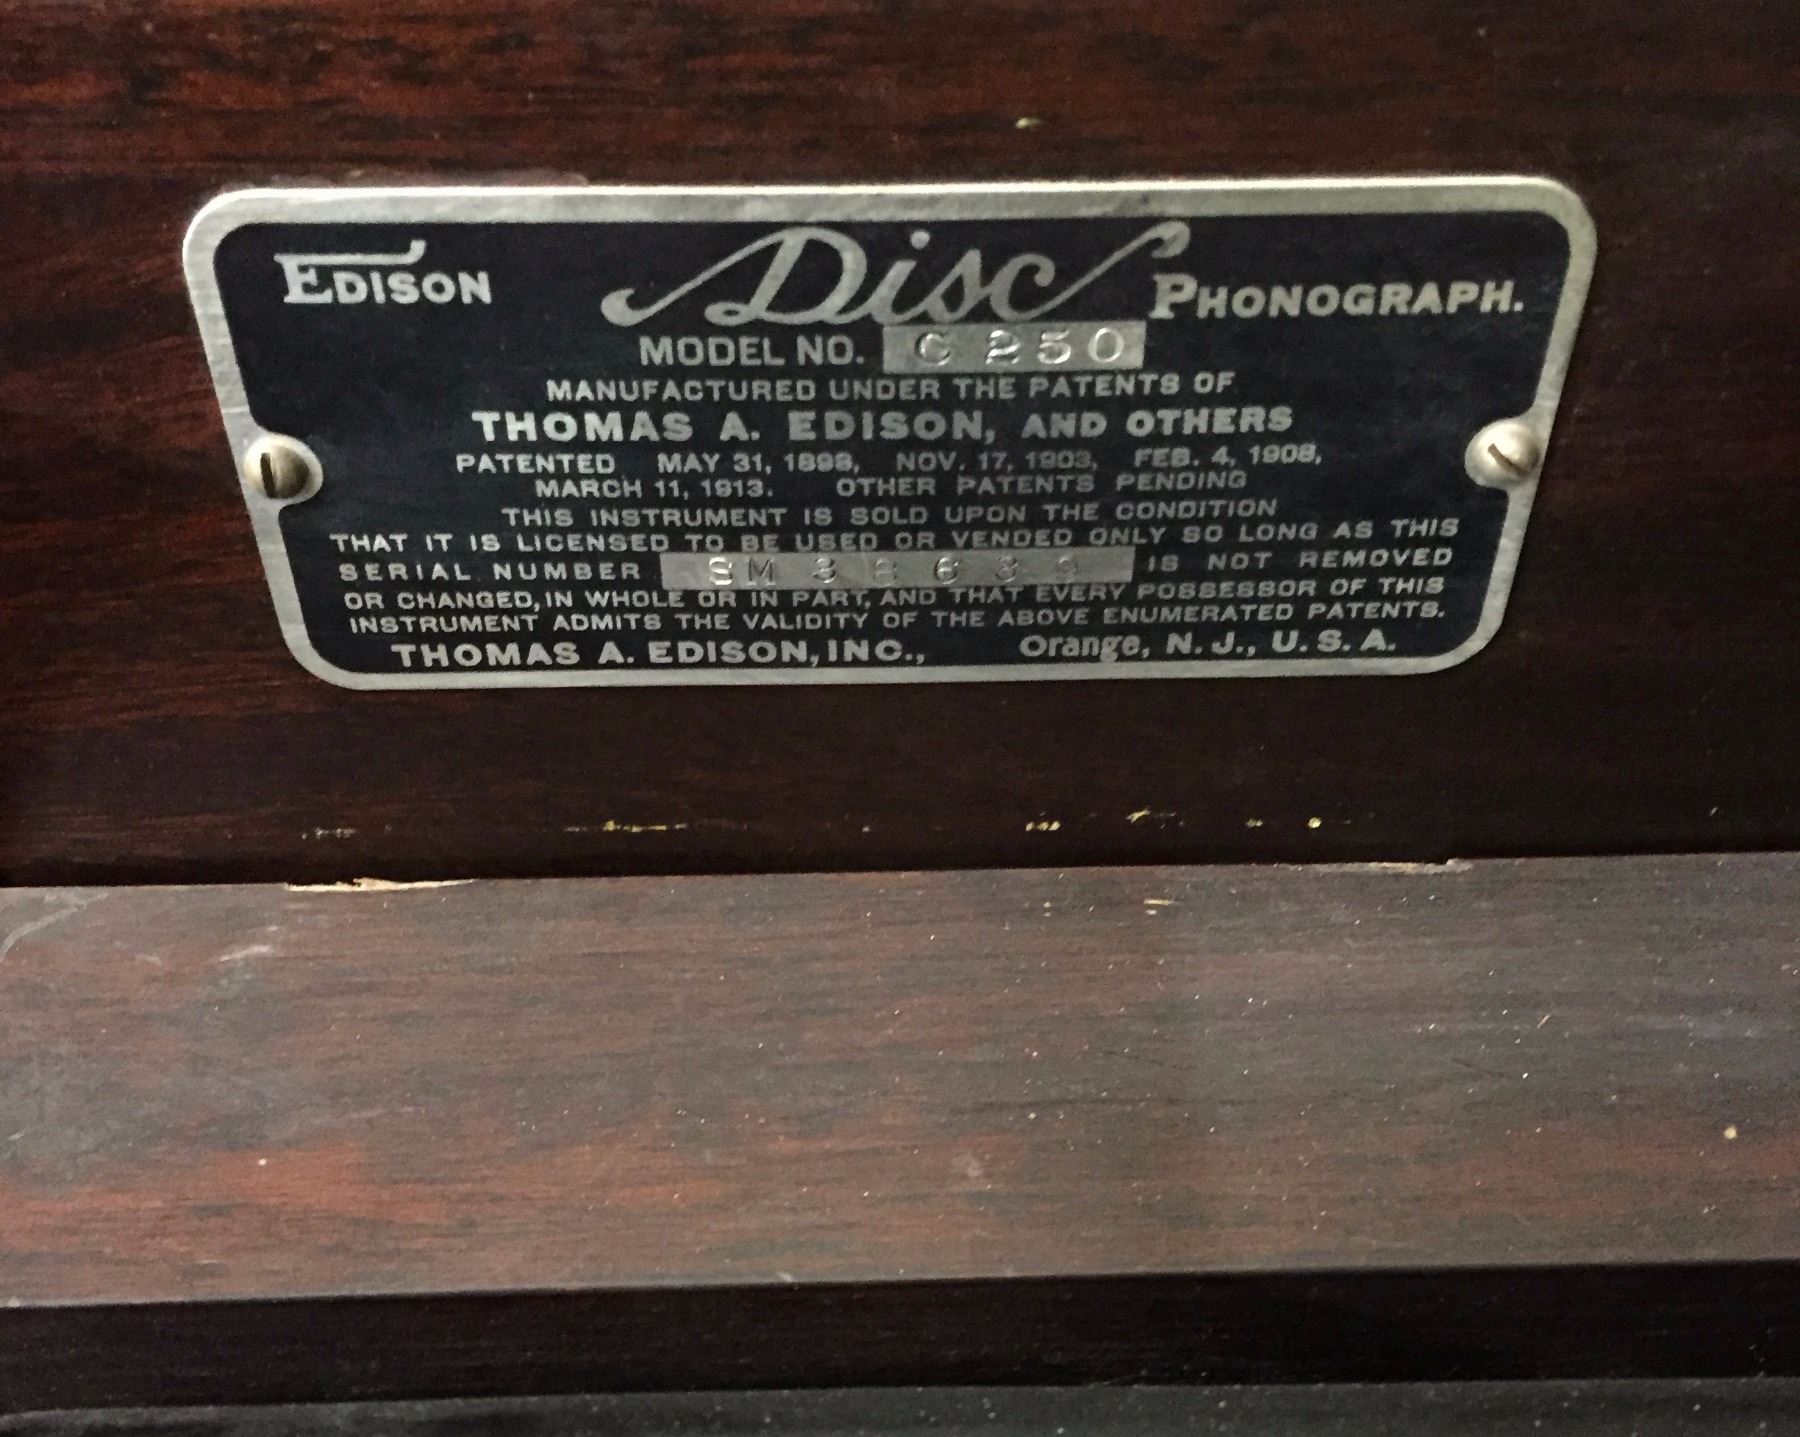 EDISON Disc PHONOGRAPH.
MODEL NO. C 250
MANUFACTURED UNDER THE PATENTS OF
THOMAS A. EDISON, AND OTHERS
PATENTED MAY 31, 1898, NOV. 17, 1903, FEB. 4, 1908,
MARCH 11, 1913. OTHER PATENTS PENDING
THIS INSTRUMENT IS SOLD UPON THE CONDITION
THAT IT IS LICENSED TO BE USED OR VENDED ONLY SO LONG AS THIS
SERIAL NUMBER SM IS NOT REMOVED
OR CHANGED, IN WHOLE OR IN PART, AND THAT EVERY POSSESSOR OF THIS
INSTRUMENT ADMITS THE VALIDITY OF THE ABOVE ENUMERATED PATENTS.
THOMAS A. EDISON, INC., Orange, N. J., U. S. A.